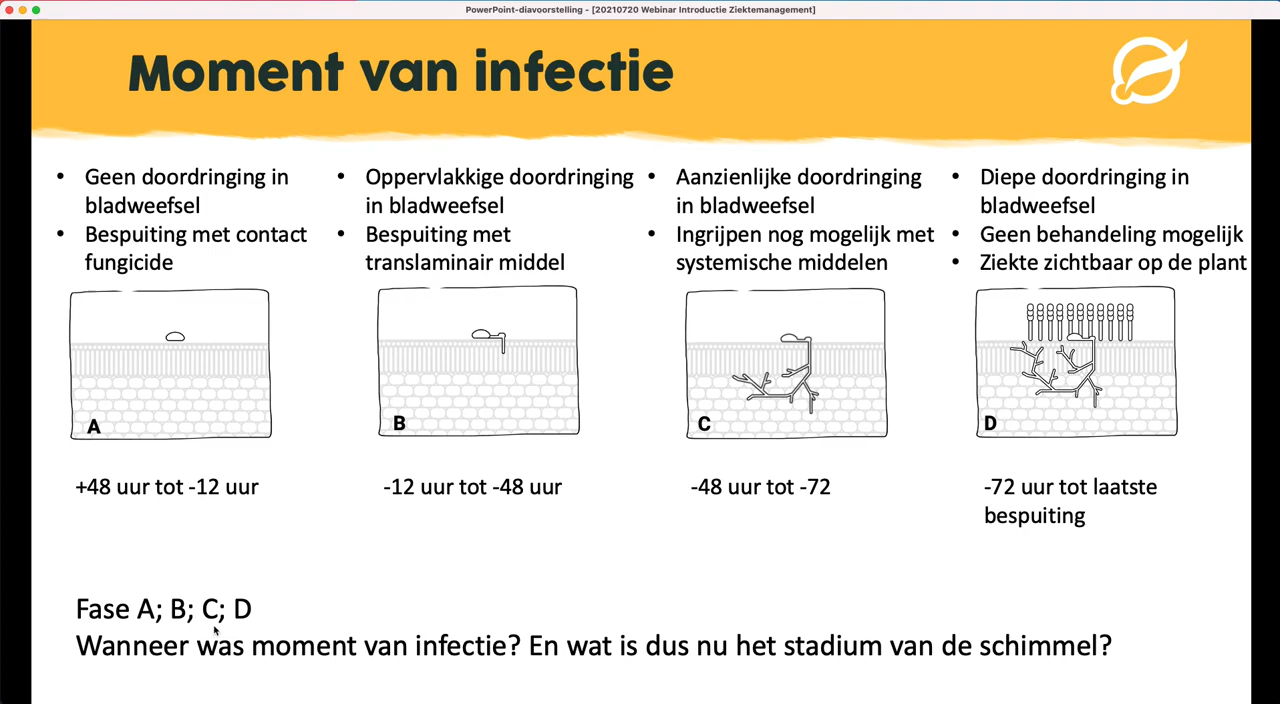 PowerPoint-diavoorstelling - [20210720 Webinar Introductie Ziektemanagement]
Moment van infectie
• Geen doordringing in
bladweefsel
• Bespuiting met contact
fungicide
• Oppervlakkige doordringing
in bladweefsel
• Bespuiting met
translaminair middel
• Aanzienlijke doordringing
in bladweefsel
• Ingrijpen nog mogelijk met
systemische middelen
• Diepe doordringing in
bladweefsel
• Geen behandeling mogelijk
• Ziekte zichtbaar op de plant
A
B
C
D
+48 uur tot -12 uur
-12 uur tot -48 uur
-48 uur tot -72
-72 uur tot laatste
bespuiting
Fase A; B; C; D
Wanneer was moment van infectie? En wat is dus nu het stadium van de schimmel?